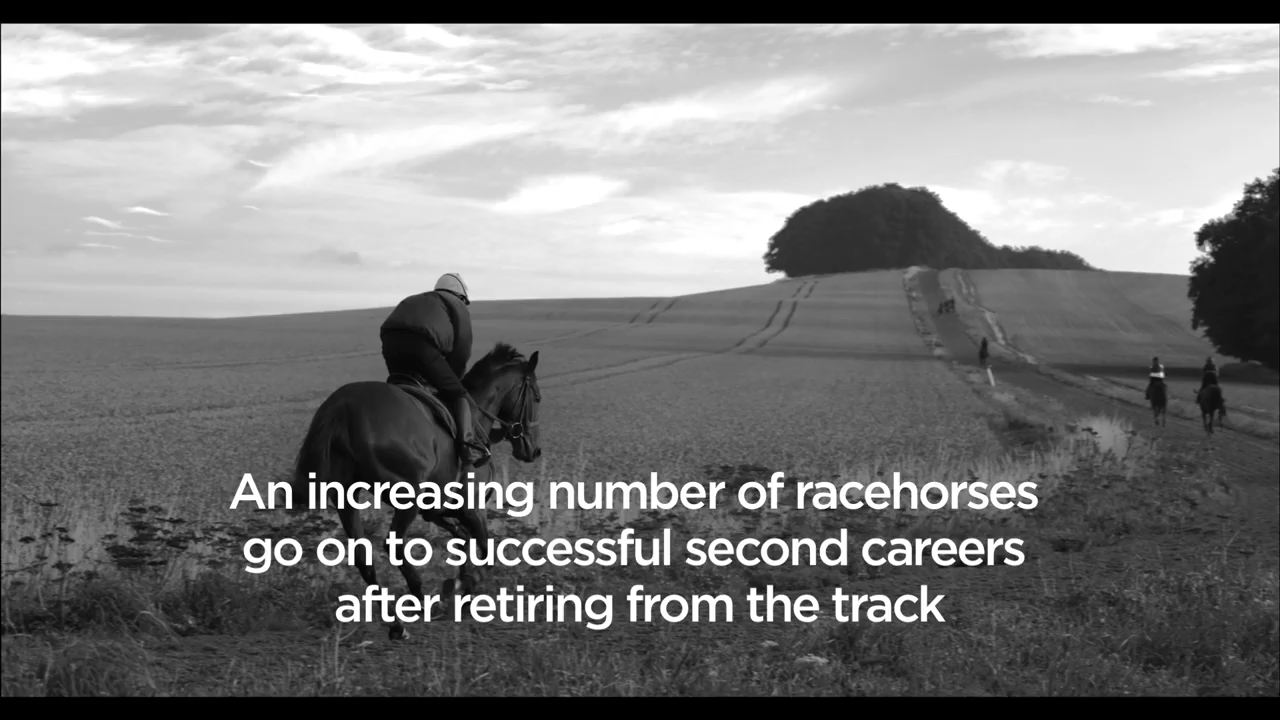 An increasing number of racehorses
go on to successful second careers
after retiring from the track